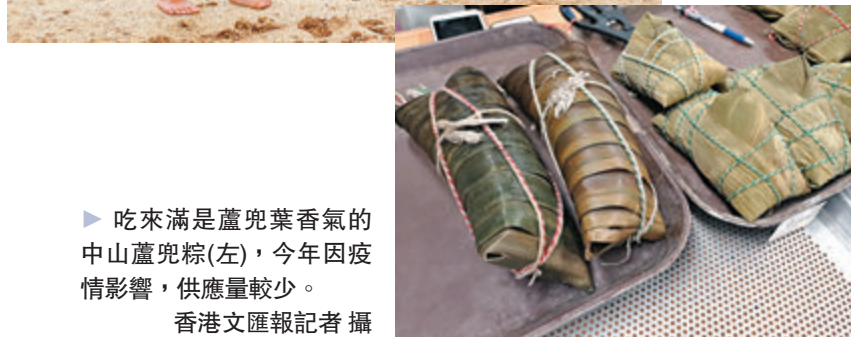 ▶ 吃來滿是蘆兜葉香氣的
中山蘆兜粽(左)，今年因疫
情影響，供應量較少。
香港文匯報記者 攝